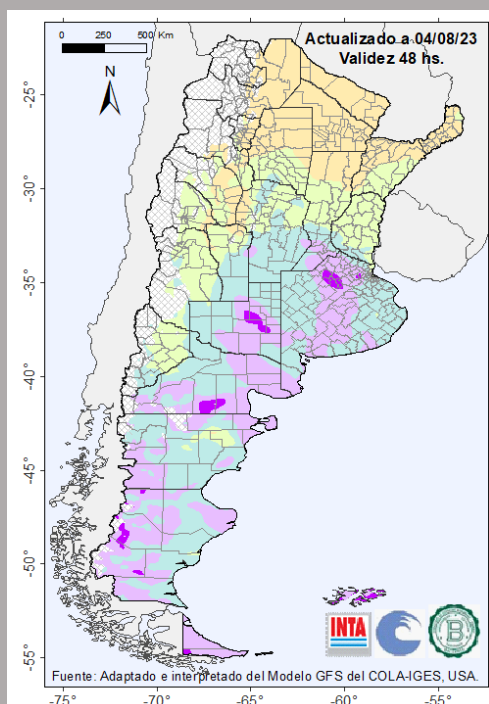 0 250 500 Km
Actualizado a 04/08/23
Validez 48 hs.
N
25°
-30°
-35°
40°
45°
50°
-55°
INTA
B
Fuente: Adaptado e interpretado del Modelo GFS del COLA-IGES, USA.
-75° -70° -65° -60° -55°